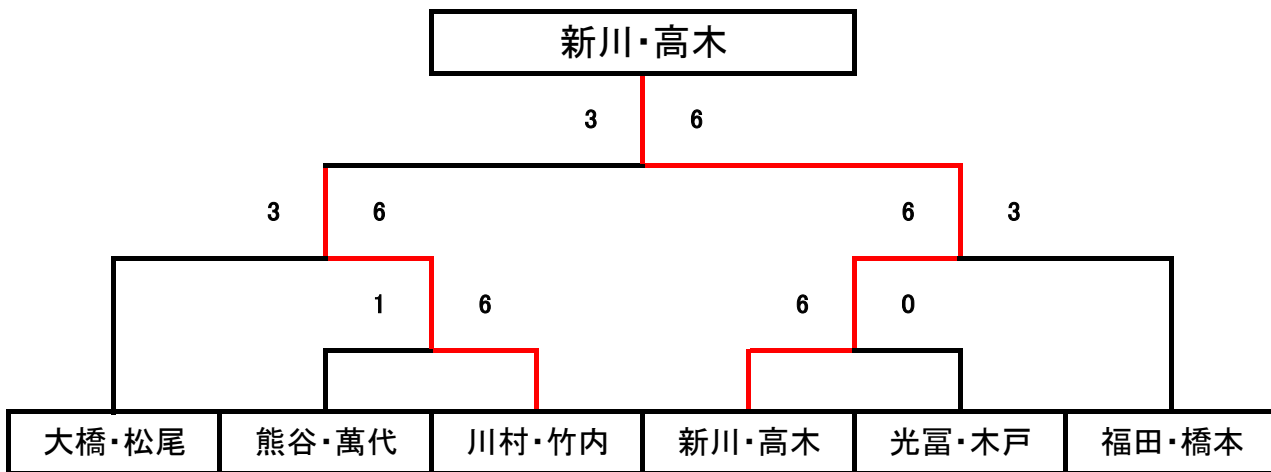 新川・高木
3 6
3 6 6 3
1 6 6 0
大橋・松尾 熊谷・萬代 川村・竹内 新川・高木 光冨・木戸 福田・橋本